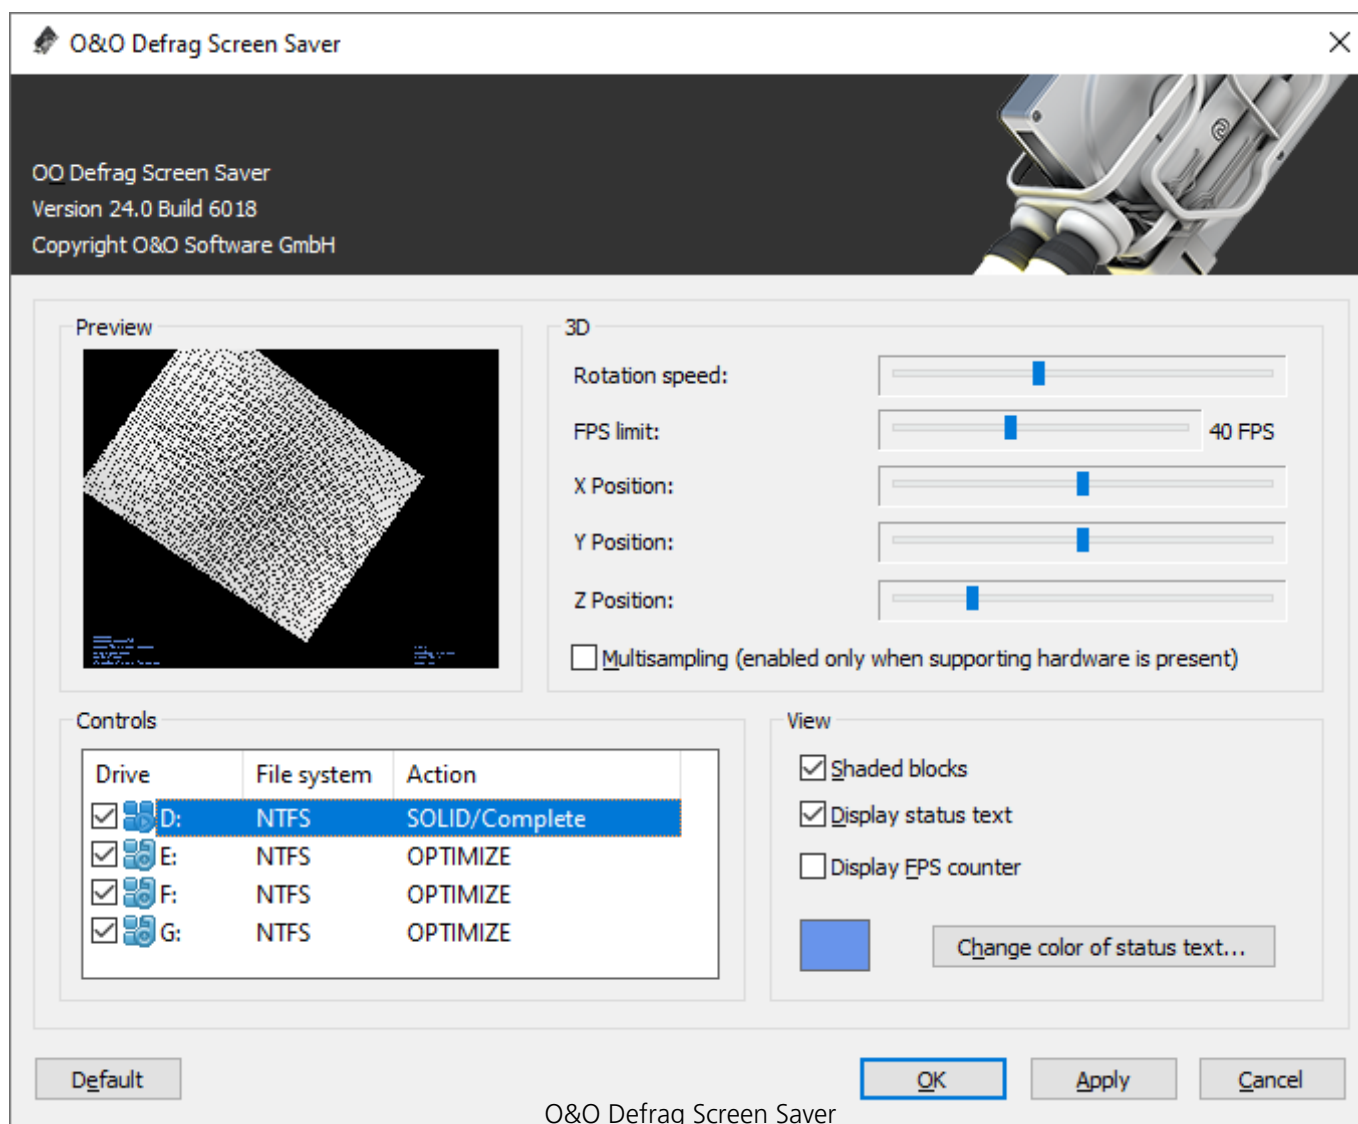 O&O Defrag Screen Saver
OO Defrag Screen Saver
Version 24.0 Build 6018
Copyright O&O Software GmbH
Preview
3D
Rotation speed:
FPS limit:
40 FPS
X Position:
Y Position:
Z Position:
Multisampling (enabled only when supporting hardware is present)
Controls
Drive File system Action
D: NTFS SOLID/Complete
E: NTFS OPTIMIZE
F: NTFS OPTIMIZE
G: NTFS OPTIMIZE
View
Shaded blocks
Display status text
Display FPS counter
Change color of status text...
Default
OK
Apply
Cancel
O&O Defrag Screen Saver